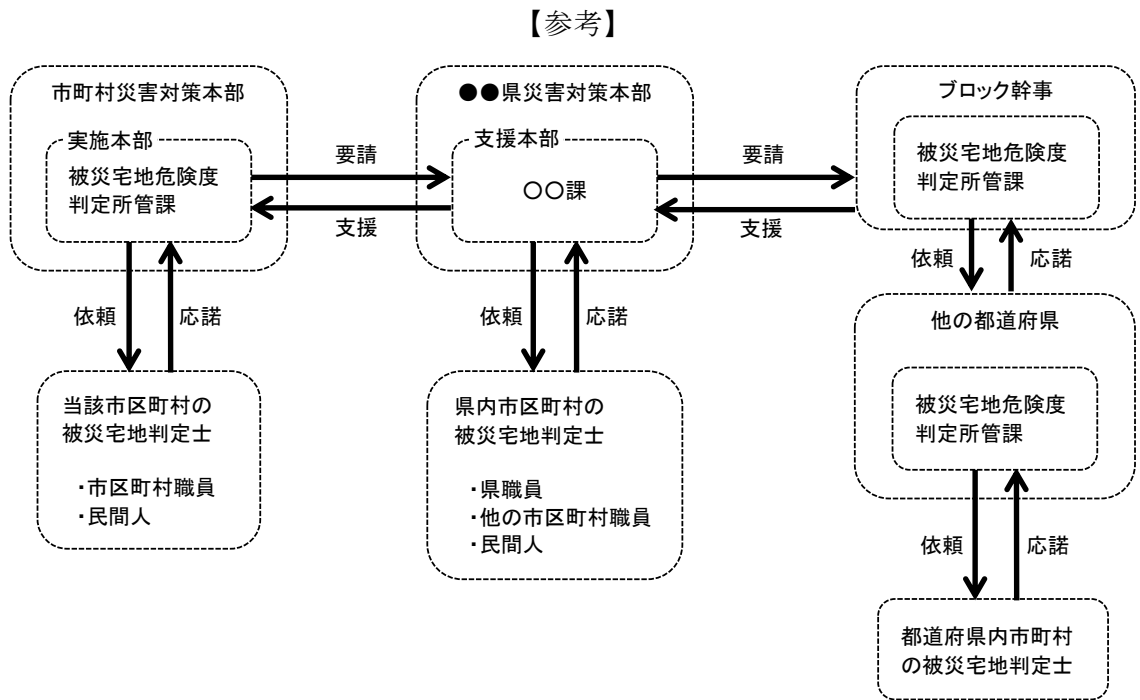 【参考】
市町村災害対策本部
実施本部
被災宅地危険度
判定所管課
要請
支援
依頼
応諾
当該市区町村の
被災宅地判定士
・市区町村職員
・民間人
●●県災害対策本部
支援本部
○○課
要請
支援
依頼
応諾
県内市区町村の
被災宅地判定士
・県職員
・他の市区町村職員
・民間人
ブロック幹事
被災宅地危険度
判定所管課
依頼
応諾
他の都道府県
被災宅地危険度
判定所管課
依頼
応諾
都道府県内市町村
の被災宅地判定士